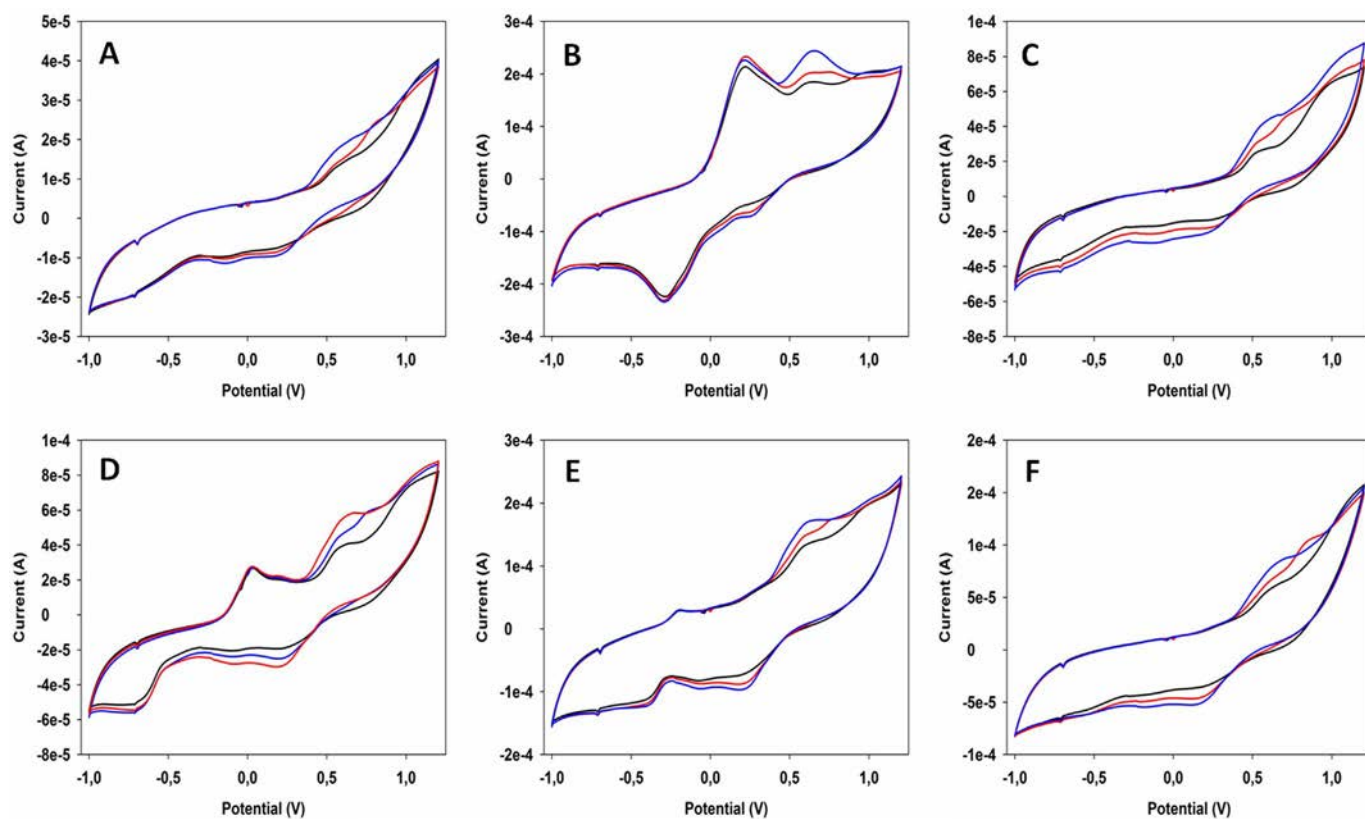 A
5e-5
4e-5
3e-5
2e-5
1e-5
0
-1e-5
-2e-5
-3e-5
Current (A)
-1,0 -0,5 0,0 0,5 1,0
Potential (V)
B
3e-4
2e-4
1e-4
0
-1e-4
-2e-4
-3e-4
Current (A)
-1,0 -0,5 0,0 0,5 1,0
Potential (V)
C
1e-4
8e-5
6e-5
4e-5
2e-5
0
-2e-5
-4e-5
-6e-5
-8e-5
Current (A)
-1,0 -0,5 0,0 0,5 1,0
Potential (V)
D
1e-4
8e-5
6e-5
4e-5
2e-5
0
-2e-5
-4e-5
-6e-5
-8e-5
Current (A)
-1,0 -0,5 0,0 0,5 1,0
Potential (V)
E
3e-4
2e-4
1e-4
0
-1e-4
-2e-4
Current (A)
-1,0 -0,5 0,0 0,5 1,0
Potential (V)
F
2e-4
2e-4
1e-4
5e-5
0
-5e-5
-1e-4
Current (A)
-1,0 -0,5 0,0 0,5 1,0
Potential (V)